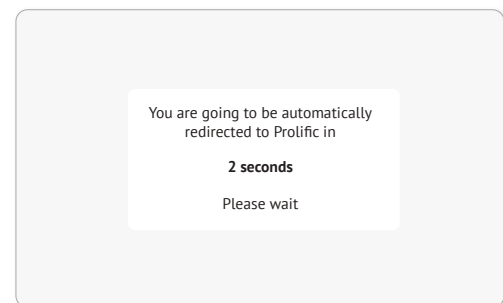 You are going to be automatically
redirected to Prolific in
2 seconds
Please wait